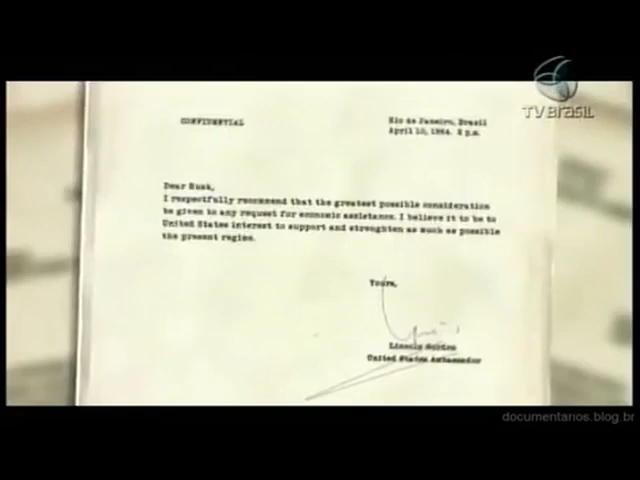 TV BRASIL
CONFIDENTIAL
Rio de Janeiro, Brazil
April 10, 1964. 2 p.m.
Dear Rusk,
I respectfully recommend that the greatest possible consideration
be given to any request for economic assistance. I believe it to be to
United States interest to support and strenghten as much as possible
the present regime.
Yours,
Lincoln Gordon
United States Ambassador
documentarios.blog.br